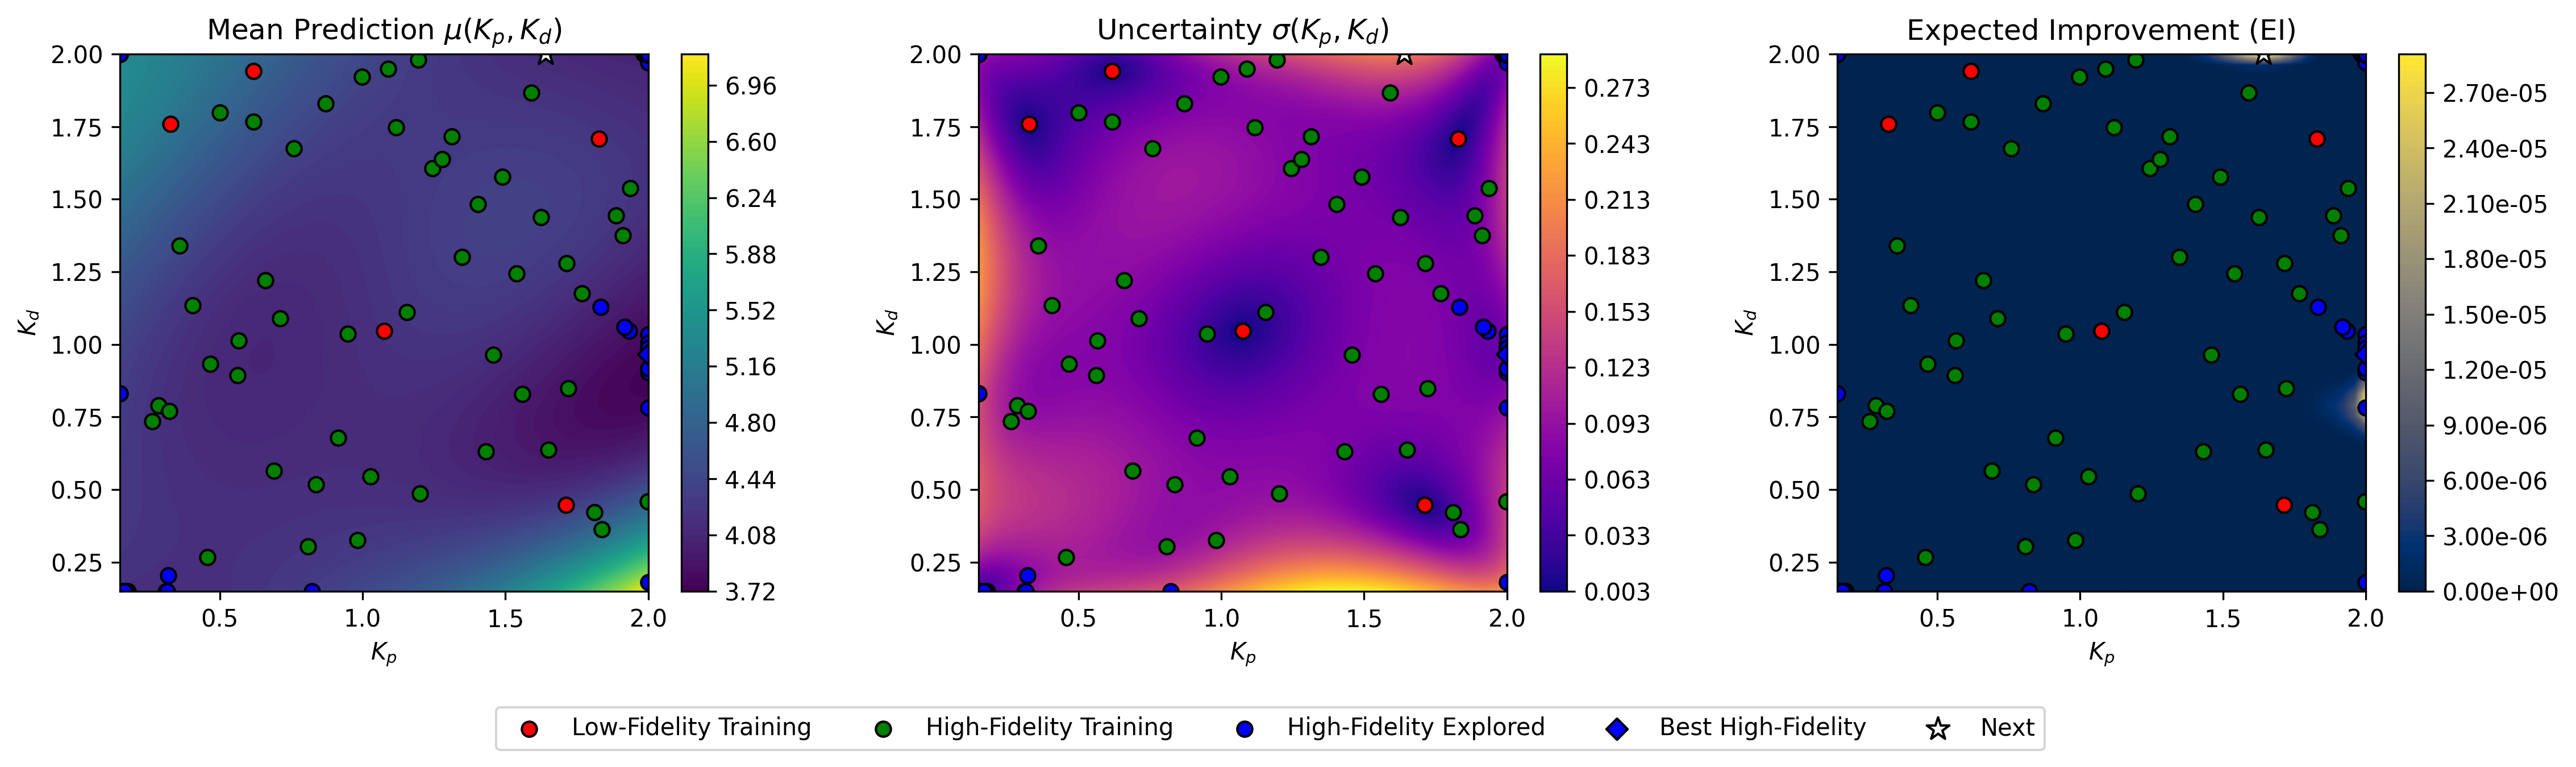 Mean Prediction μ(K_p, K_d)
Uncertainty σ(K_p, K_d)
Expected Improvement (EI)
K_d
2.00
1.75
1.50
1.25
1.00
0.75
0.50
0.25
0.5 1.0 1.5 2.0
K_p
6.96
6.60
6.24
5.88
5.52
5.16
4.80
4.44
4.08
3.72
K_d
2.00
1.75
1.50
1.25
1.00
0.75
0.50
0.25
0.5 1.0 1.5 2.0
K_p
0.273
0.243
0.213
0.183
0.153
0.123
0.093
0.063
0.033
0.003
K_d
2.00
1.75
1.50
1.25
1.00
0.75
0.50
0.25
0.5 1.0 1.5 2.0
K_p
2.70e-05
2.40e-05
2.10e-05
1.80e-05
1.50e-05
1.20e-05
9.00e-06
6.00e-06
3.00e-06
0.00e+00
Low-Fidelity Training High-Fidelity Training High-Fidelity Explored Best High-Fidelity Next